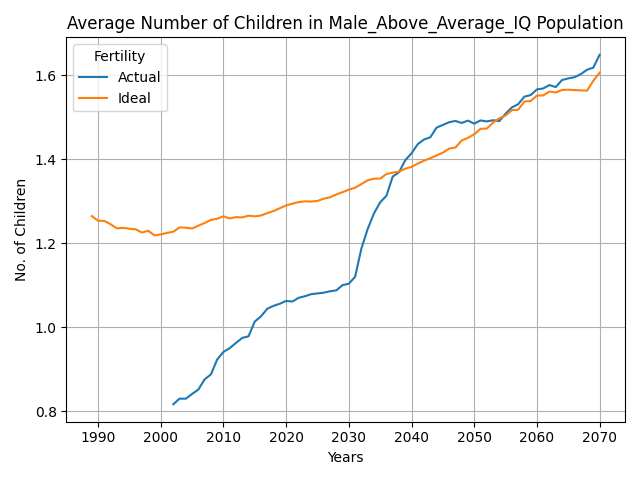 Average Number of Children in Male_Above_Average_IQ Population
Fertility
Actual
Ideal
No. of Children
1.6
1.4
1.2
1.0
0.8
1990 2000 2010 2020 2030 2040 2050 2060 2070
Years